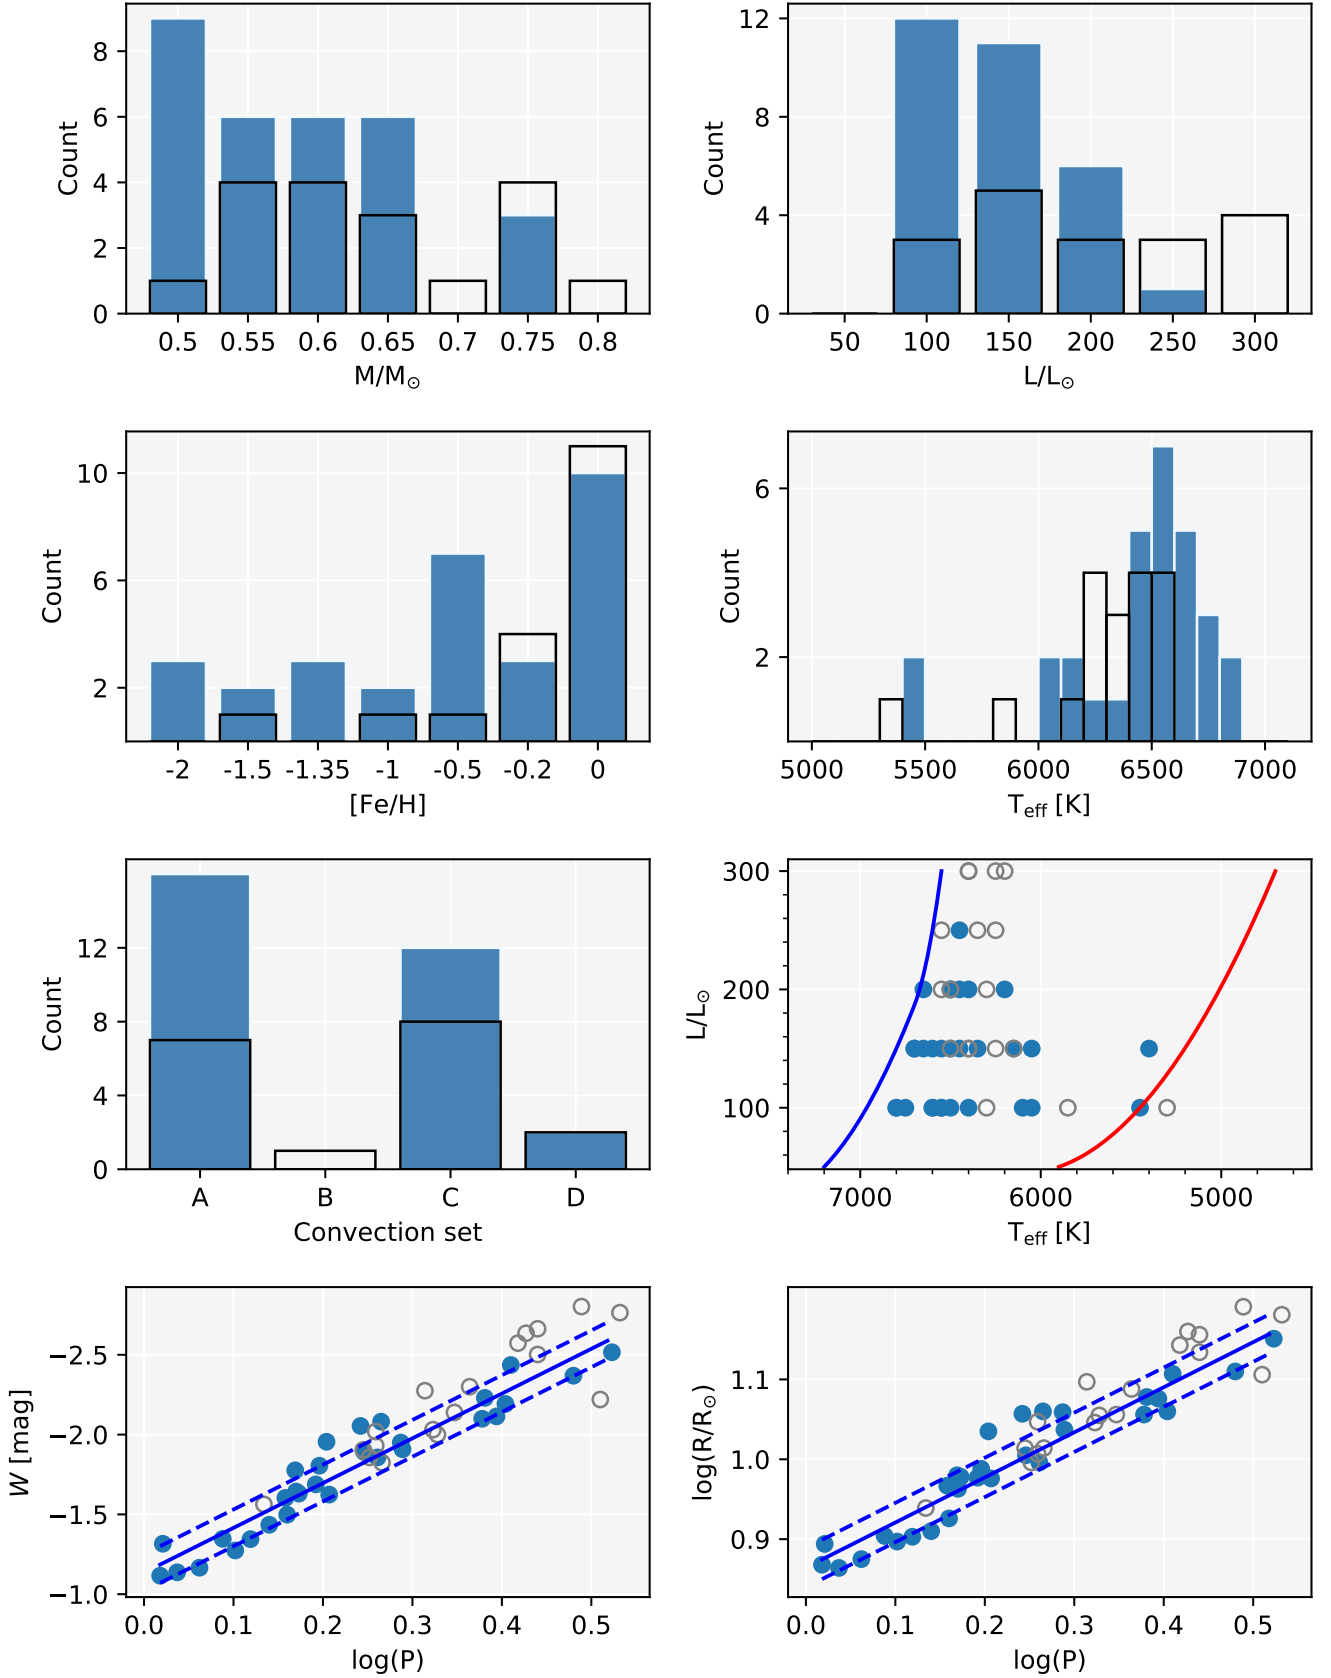 8
6
4
2
0
Count
0.5 0.55 0.6 0.65 0.7 0.75 0.8
M/M⊙
12
8
4
0
Count
50 100 150 200 250 300
L/L⊙
10
6
2
Count
-2 -1.5 -1.35 -1 -0.5 -0.2 0
[Fe/H]
6
2
Count
5000 5500 6000 6500 7000
Teff [K]
12
8
4
0
Count
A B C D
Convection set
300
200
100
L/L⊙
7000 6000 5000
Teff [K]
−2.5
−2.0
−1.5
−1.0
W [mag]
0.0 0.1 0.2 0.3 0.4 0.5
log(P)
1.1
1.0
0.9
log(R/R⊙)
0.0 0.1 0.2 0.3 0.4 0.5
log(P)